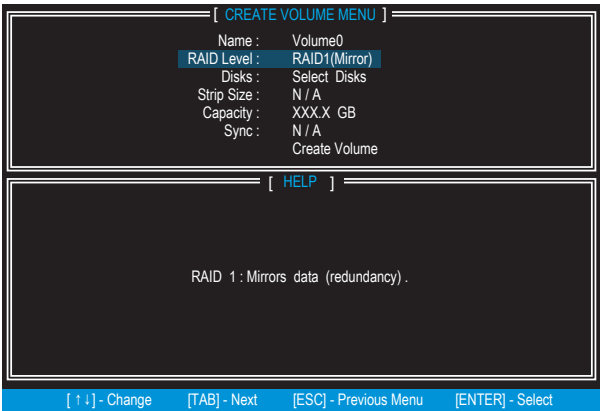 [ CREATE VOLUME MENU ]
Name : Volume0
RAID Level : RAID1(Mirror)
Disks : Select Disks
Strip Size : N / A
Capacity : XXX.X GB
Sync : N / A
Create Volume
[ HELP ]
RAID 1 : Mirrors data (redundancy) .
[ ↑↓] - Change [TAB] - Next [ESC] - Previous Menu [ENTER] - Select